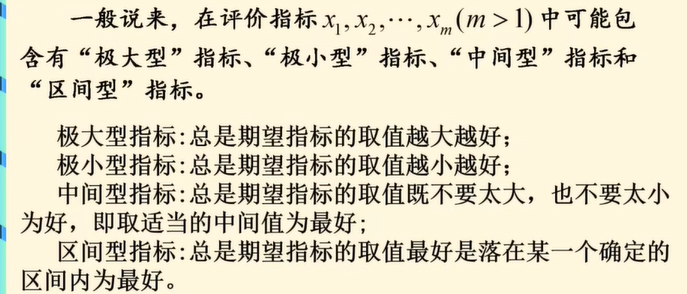 一般说来，在评价指标x₁,x₂,⋯,xₘ(m>1)中可能包
含有“极大型”指标、“极小型”指标、“中间型”指标和
“区间型”指标。
极大型指标:总是期望指标的取值越大越好；
极小型指标:总是期望指标的取值越小越好；
中间型指标:总是期望指标的取值既不要太大，也不要太小
为好，即取适当的中间值为最好;
区间型指标:总是期望指标的取值最好是落在某一个确定的
区间内为最好。